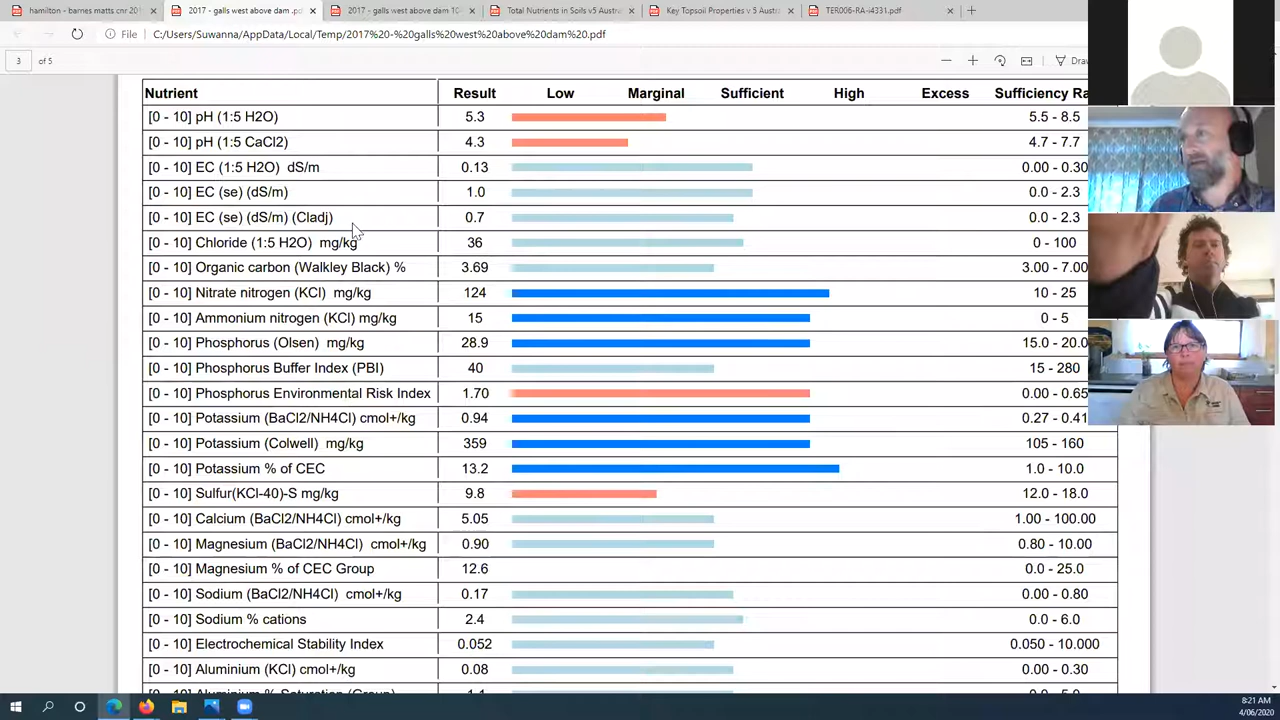 hamilton - barnes matts cnr 201
2017 - galls west above dam .pdf
2017 - galls west above dam 10
Total Nutrients in Soils v5 Austra
Key Topsoil Properties v 5 Austr
TER006-RA-i4331.pdf
File C:/Users/Suwanna/AppData/Local/Temp/2017%20-%20galls%20west%20above%20dam%20.pdf
3 of 5
Draw
Nutrient Result Low Marginal Sufficient High Excess Sufficiency Ra
[0 - 10] pH (1:5 H2O) 5.3 5.5 - 8.5
[0 - 10] pH (1:5 CaCl2) 4.3 4.7 - 7.7
[0 - 10] EC (1:5 H2O) dS/m 0.13 0.00 - 0.30
[0 - 10] EC (se) (dS/m) 1.0 0.0 - 2.3
[0 - 10] EC (se) (dS/m) (Cladj) 0.7 0.0 - 2.3
[0 - 10] Chloride (1:5 H2O) mg/kg 36 0 - 100
[0 - 10] Organic carbon (Walkley Black) % 3.69 3.00 - 7.00
[0 - 10] Nitrate nitrogen (KCl) mg/kg 124 10 - 25
[0 - 10] Ammonium nitrogen (KCl) mg/kg 15 0 - 5
[0 - 10] Phosphorus (Olsen) mg/kg 28.9 15.0 - 20.0
[0 - 10] Phosphorus Buffer Index (PBI) 40 15 - 280
[0 - 10] Phosphorus Environmental Risk Index 1.70 0.00 - 0.65
[0 - 10] Potassium (BaCl2/NH4Cl) cmol+/kg 0.94 0.27 - 0.41
[0 - 10] Potassium (Colwell) mg/kg 359 105 - 160
[0 - 10] Potassium % of CEC 13.2 1.0 - 10.0
[0 - 10] Sulfur(KCl-40)-S mg/kg 9.8 12.0 - 18.0
[0 - 10] Calcium (BaCl2/NH4Cl) cmol+/kg 5.05 1.00 - 100.00
[0 - 10] Magnesium (BaCl2/NH4Cl) cmol+/kg 0.90 0.80 - 10.00
[0 - 10] Magnesium % of CEC Group 12.6 0.0 - 25.0
[0 - 10] Sodium (BaCl2/NH4Cl) cmol+/kg 0.17 0.00 - 0.80
[0 - 10] Sodium % cations 2.4 0.0 - 6.0
[0 - 10] Electrochemical Stability Index 0.052 0.050 - 10.000
[0 - 10] Aluminium (KCl) cmol+/kg 0.08 0.00 - 0.30
[0 - 10] Aluminium % Saturation (Group) 1.1 0.0 - 5.0
8:21 AM
4/06/2020